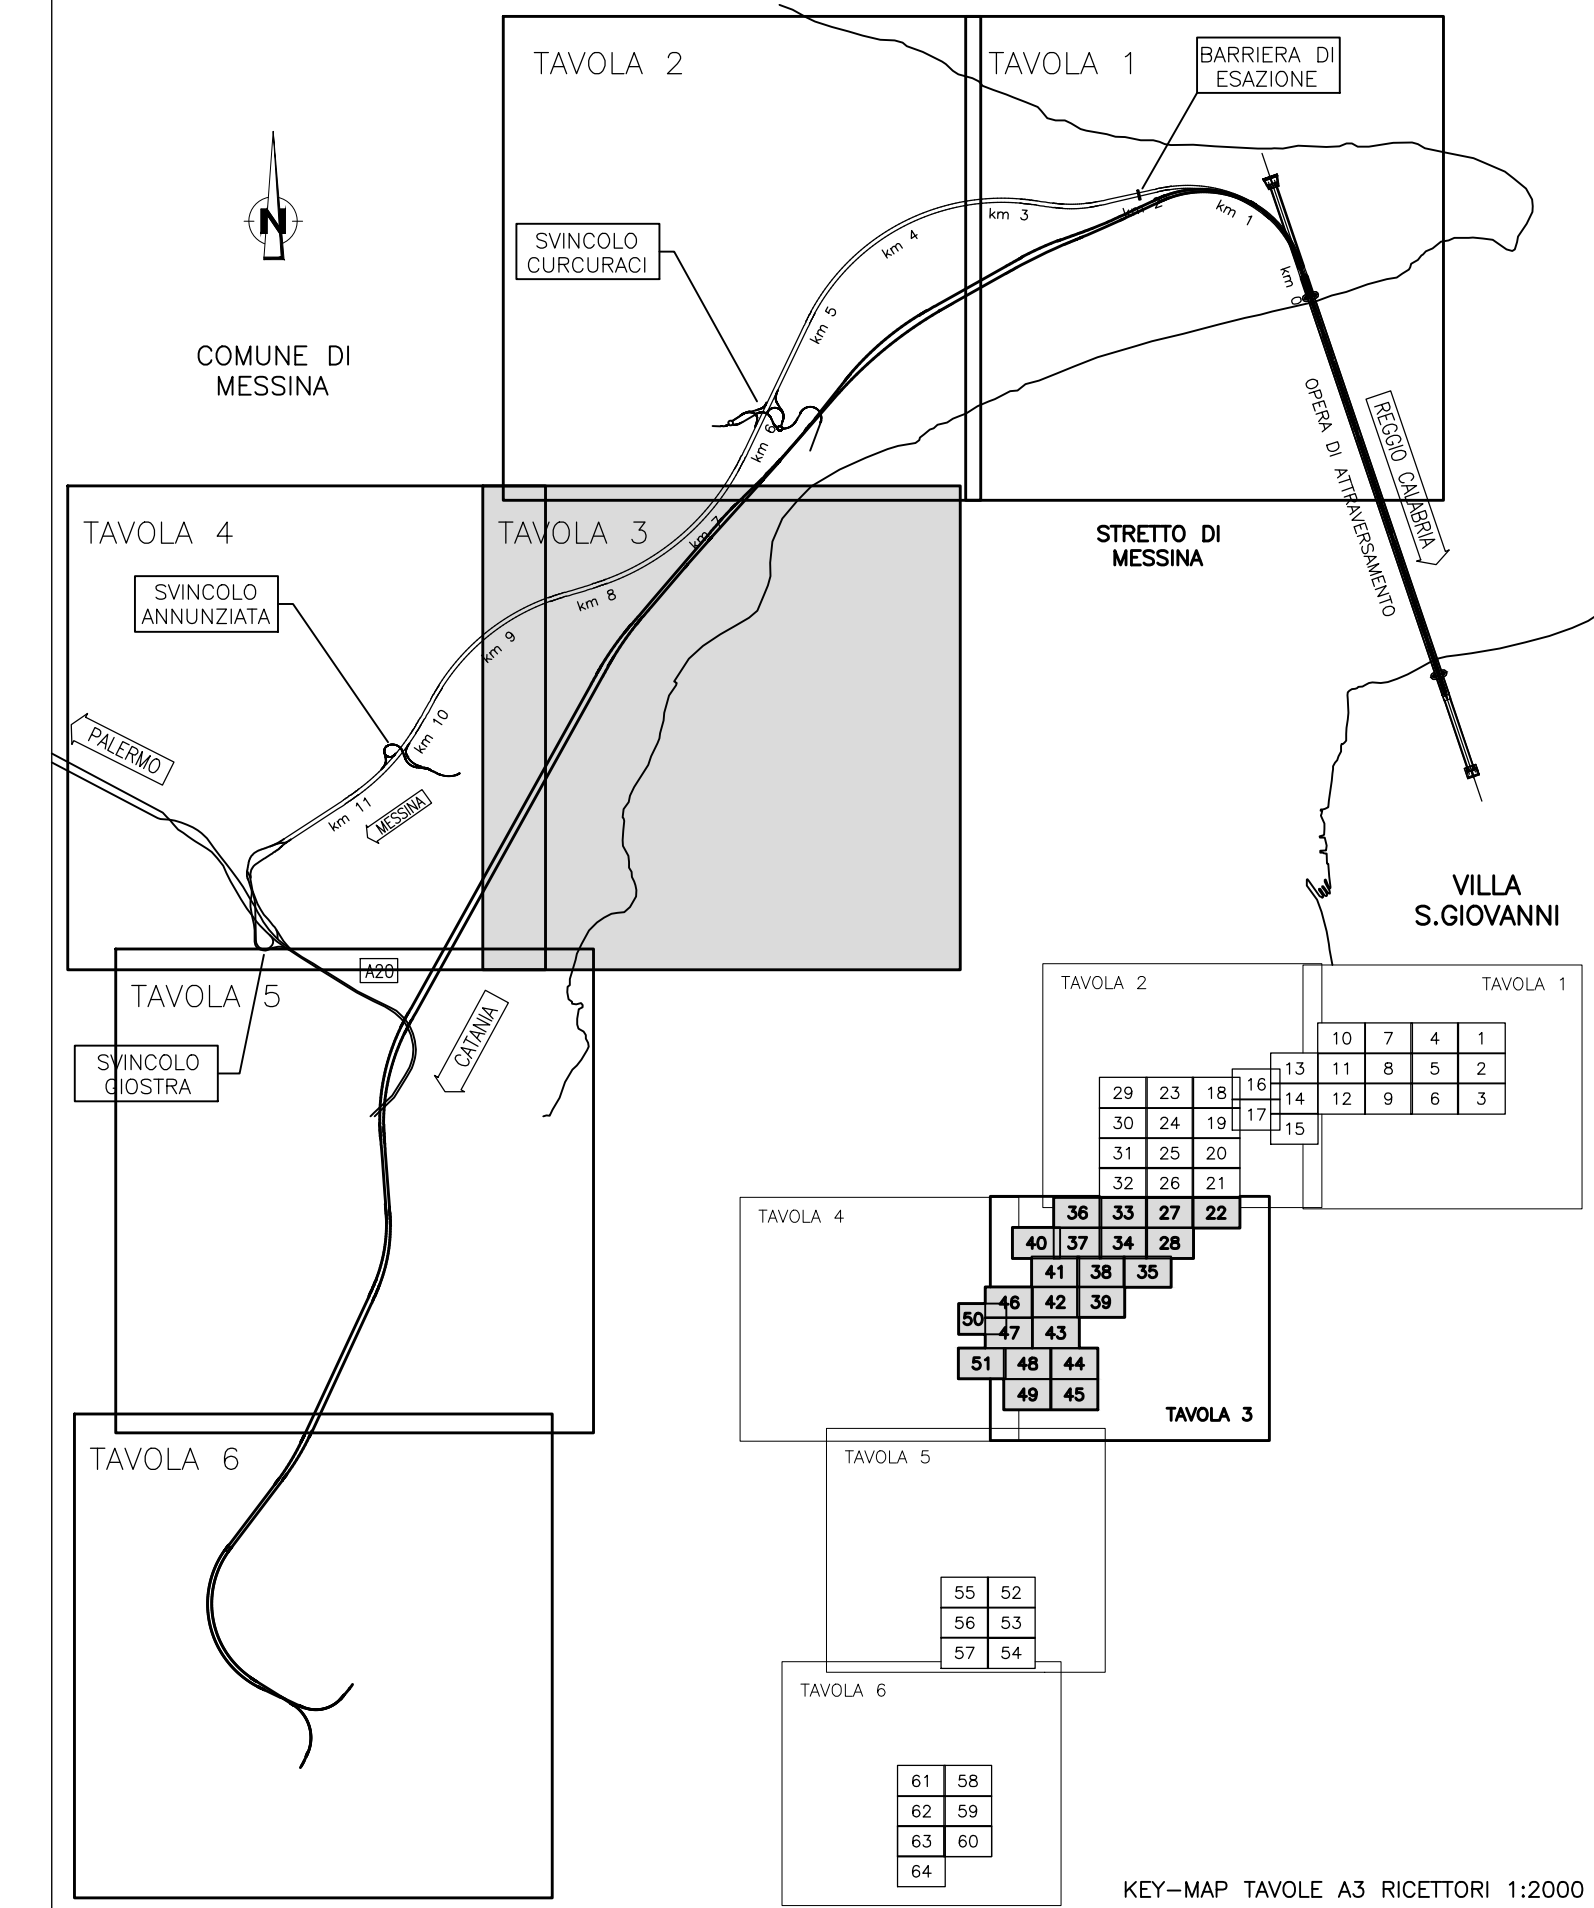 TAVOLA 2
TAVOLA 1
BARRIERA DI
ESAZIONE
N
SVINCOLO
CURCURACI
COMUNE DI
MESSINA
km 0
km 1
km 2
km 3
km 4
km 5
km 6
km 7
km 8
km 9
km 10
km 11
OPERA DI ATTRAVERSAMENTO
REGGIO CALABRIA
TAVOLA 4
TAVOLA 3
STRETTO DI
MESSINA
SVINCOLO
ANNUNZIATA
PALERMO
MESSINA
VILLA
S.GIOVANNI
A20
TAVOLA 5
CATANIA
SVINCOLO
GIOSTRA
TAVOLA 6
TAVOLA 2
TAVOLA 1
10 7 4 1
13 11 8 5 2
16 14 12 9 6 3
17 15
29 23 18
30 24 19
31 25 20
32 26 21
TAVOLA 4
36 33 27 22
40 37 34 28
41 38 35
46 42 39
50 47 43
51 48 44
49 45
TAVOLA 3
TAVOLA 5
55 52
56 53
57 54
TAVOLA 6
61 58
62 59
63 60
64
KEY-MAP TAVOLE A3 RICETTORI 1:2000